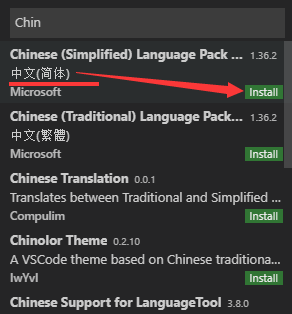 Chin
Chinese (Simplified) Language Pack ... 1.36.2
中文(简体)
Microsoft Install
Chinese (Traditional) Language Pack... 1.36.2
中文(繁體)
Microsoft Install
Chinese Translation 0.0.1
Translates between Traditional and Simplified ...
Compulim Install
Chinolor Theme 0.2.10
A VSCode theme based on Chinese traditiona...
lwYvI Install
Chinese Support for LanguageTool 3.8.0